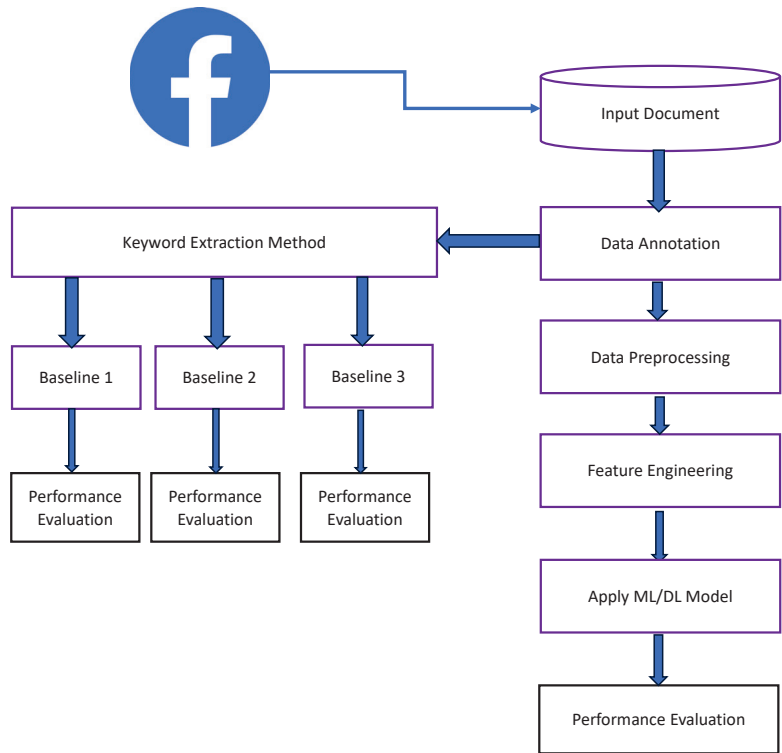 Input Document
Keyword Extraction Method
Data Annotation
Baseline 1
Baseline 2
Baseline 3
Data Preprocessing
Performance
Evaluation
Performance
Evaluation
Performance
Evaluation
Feature Engineering
Apply ML/DL Model
Performance Evaluation